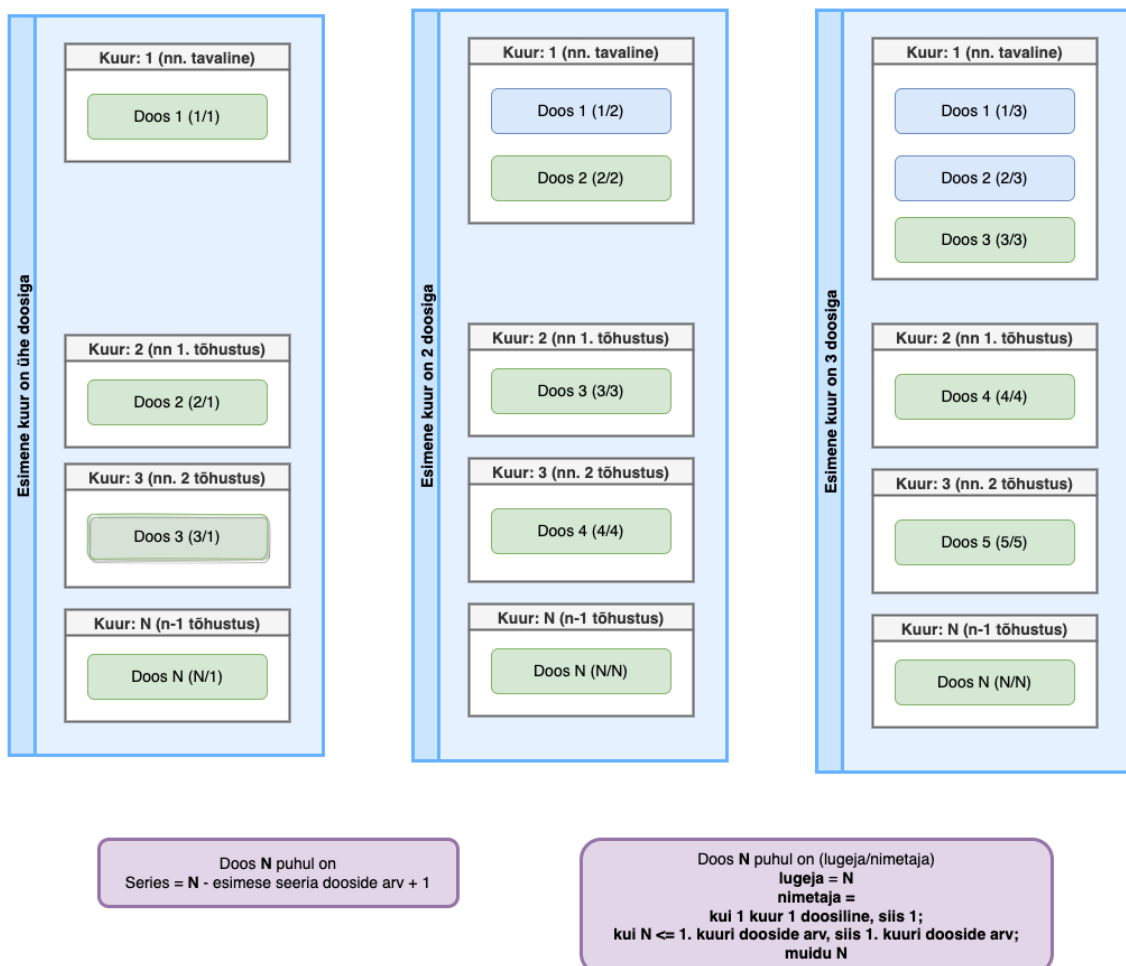 Esimene kuur on ühe doosiga
Kuur: 1 (nn. tavaline)
Doos 1 (1/1)
Kuur: 2 (nn 1. tõhustus)
Doos 2 (2/1)
Kuur: 3 (nn. 2 tõhustus)
Doos 3 (3/1)
Kuur: N (n-1 tõhustus)
Doos N (N/1)
Esimene kuur on 2 doosiga
Kuur: 1 (nn. tavaline)
Doos 1 (1/2)
Doos 2 (2/2)
Kuur: 2 (nn 1. tõhustus)
Doos 3 (3/3)
Kuur: 3 (nn. 2 tõhustus)
Doos 4 (4/4)
Kuur: N (n-1 tõhustus)
Doos N (N/N)
Esimene kuur on 3 doosiga
Kuur: 1 (nn. tavaline)
Doos 1 (1/3)
Doos 2 (2/3)
Doos 3 (3/3)
Kuur: 2 (nn 1. tõhustus)
Doos 4 (4/4)
Kuur: 3 (nn. 2 tõhustus)
Doos 5 (5/5)
Kuur: N (n-1 tõhustus)
Doos N (N/N)
Doos N puhul on
Series = N - esimese seeria dooside arv + 1
Doos N puhul on (lugeja/nimetaja)
lugeja = N
nimetaja =
kui 1 kuur 1 doosiline, siis 1;
kui N <= 1. kuuri dooside arv, siis 1. kuuri dooside arv;
muidu N